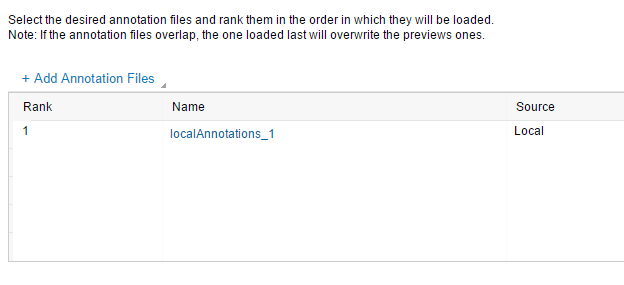 Select the desired annotation files and rank them in the order in which they will be loaded.
Note: If the annotation files overlap, the one loaded last will overwrite the previews ones.
+ Add Annotation Files
Rank Name Source
1 localAnnotations_1 Local